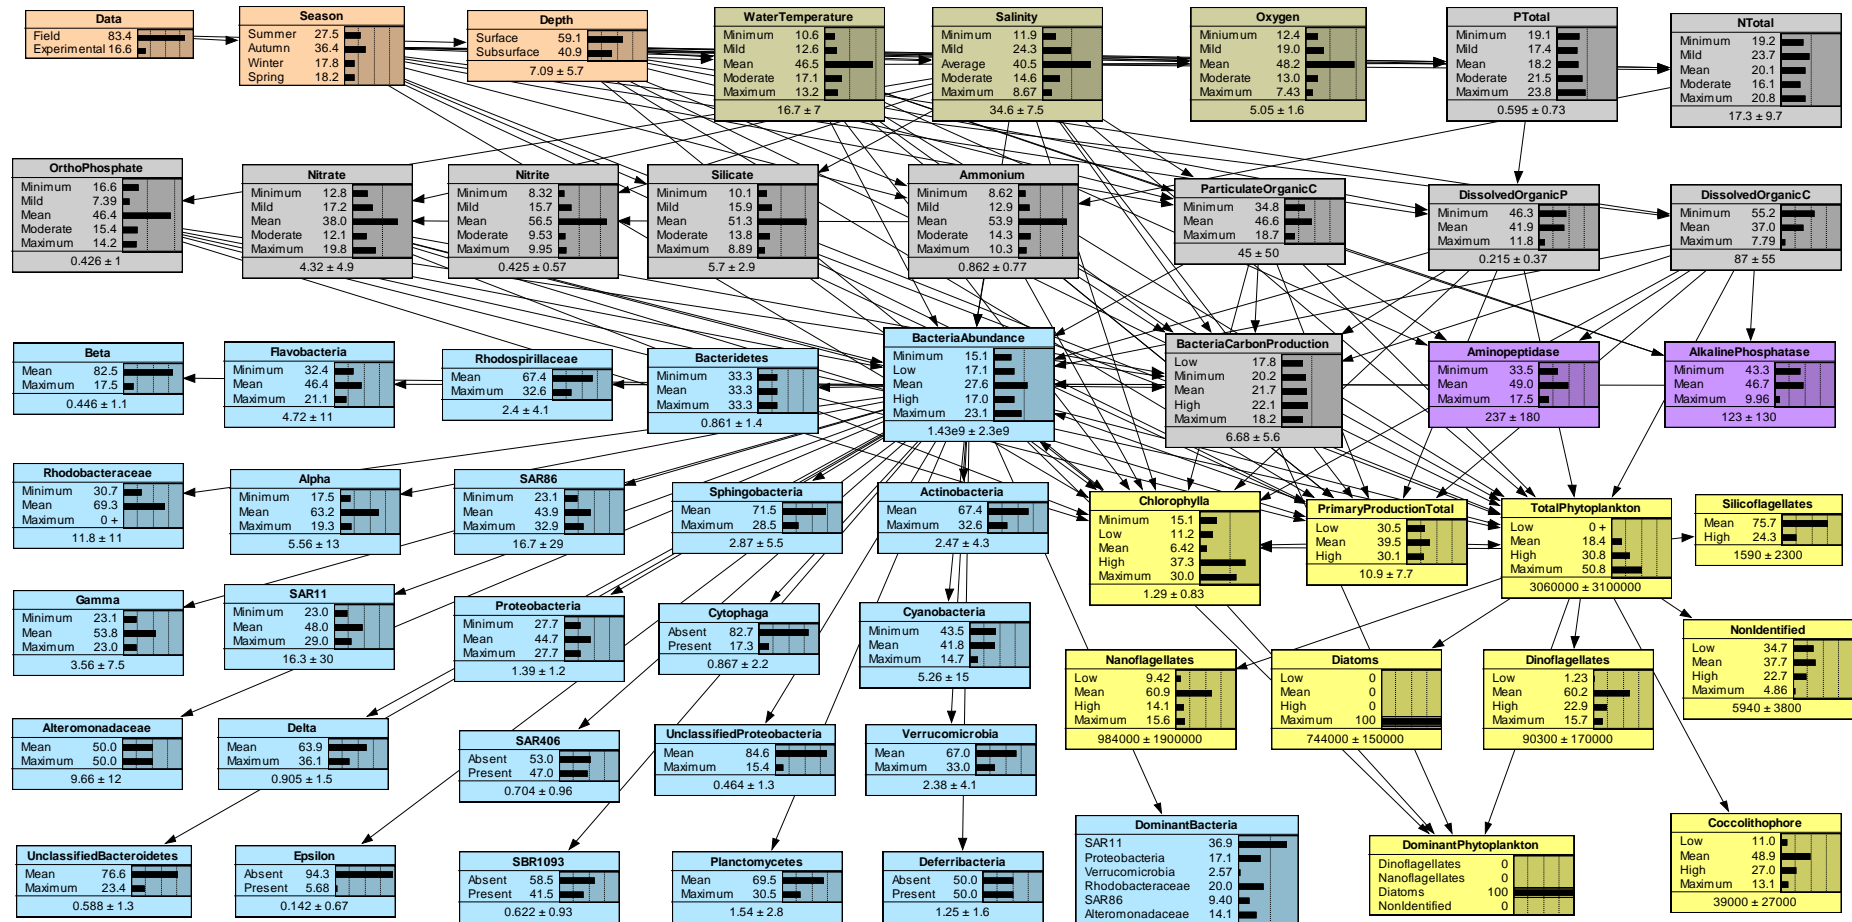 Data
Field 83.4
Experimental 16.6
Season
Summer 27.5
Autumn 36.4
Winter 17.8
Spring 18.2
Depth
Surface 59.1
Subsurface 40.9
7.09 ± 5.7
WaterTemperature
Minimum 10.6
Mild 12.6
Mean 46.5
Moderate 17.1
Maximum 13.2
16.7 ± 7
Salinity
Minimum 11.9
Mild 24.3
Average 40.5
Moderate 14.6
Maximum 8.67
34.6 ± 7.5
Oxygen
Minimum 12.4
Mild 19.0
Mean 48.2
Moderate 13.0
Maximum 7.43
5.05 ± 1.6
PTotal
Minimum 19.1
Mild 17.4
Mean 18.2
Moderate 21.5
Maximum 23.8
0.595 ± 0.73
NTotal
Minimum 19.2
Mild 23.7
Mean 20.1
Moderate 16.1
Maximum 20.8
17.3 ± 9.7
OrthoPhosphate
Minimum 16.6
Mild 7.39
Mean 46.4
Moderate 15.4
Maximum 14.2
0.426 ± 1
Nitrate
Minimum 12.8
Mild 17.2
Mean 38.0
Moderate 12.1
Maximum 19.8
4.32 ± 4.9
Nitrite
Minimum 8.32
Mild 15.7
Mean 56.5
Moderate 9.53
Maximum 9.95
0.425 ± 0.57
Silicate
Minimum 10.1
Mild 15.9
Mean 51.3
Moderate 13.8
Maximum 8.89
5.7 ± 2.9
Ammonium
Minimum 8.62
Mild 12.9
Mean 53.9
Moderate 14.3
Maximum 10.3
0.862 ± 0.77
ParticulateOrganicC
Minimum 34.8
Mean 46.6
Maximum 18.7
45 ± 50
DissolvedOrganicP
Minimum 46.3
Mean 41.9
Maximum 11.8
0.215 ± 0.37
DissolvedOrganicC
Minimum 55.2
Mean 37.0
Maximum 7.79
87 ± 55
Beta
Mean 82.5
Maximum 17.5
0.446 ± 1.1
Flavobacteria
Minimum 32.4
Mean 46.4
Maximum 21.1
4.72 ± 11
Rhodospirillaceae
Mean 67.4
Maximum 32.6
2.4 ± 4.1
Bacteridetes
Minimum 33.3
Mean 33.3
Maximum 33.3
0.861 ± 1.4
BacteriaAbundance
Minimum 15.1
Low 17.1
Mean 27.6
High 17.0
Maximum 23.1
1.43e9 ± 2.3e9
BacteriaCarbonProduction
Low 17.8
Minimum 20.2
Mean 21.7
High 22.1
Maximum 18.2
6.68 ± 5.6
Aminopeptidase
Minimum 33.5
Mean 49.0
Maximum 17.5
237 ± 180
AlkalinePhosphatase
Minimum 43.3
Mean 46.7
Maximum 9.96
123 ± 130
Rhodobacteraceae
Minimum 30.7
Mean 69.3
Maximum 0 +
11.8 ± 11
Alpha
Minimum 17.5
Mean 63.2
Maximum 19.3
5.56 ± 13
SAR86
Minimum 23.1
Mean 43.9
Maximum 32.9
16.7 ± 29
Sphingobacteria
Mean 71.5
Maximum 28.5
2.87 ± 5.5
Actinobacteria
Mean 67.4
Maximum 32.6
2.47 ± 4.3
Chlorophylla
Minimum 15.1
Low 11.2
Mean 6.42
High 37.3
Maximum 30.0
1.29 ± 0.83
PrimaryProductionTotal
Low 30.5
Mean 39.5
High 30.1
10.9 ± 7.7
TotalPhytoplankton
Low 0 +
Mean 18.4
High 30.8
Maximum 50.8
3060000 ± 3100000
Silicoflagellates
Mean 75.7
High 24.3
1590 ± 2300
Gamma
Minimum 23.1
Mean 53.8
Maximum 23.0
3.56 ± 7.5
SAR11
Minimum 23.0
Mean 48.0
Maximum 29.0
16.3 ± 30
Proteobacteria
Minimum 27.7
Mean 44.7
Maximum 27.7
1.39 ± 1.2
Cytophaga
Absent 82.7
Present 17.3
0.867 ± 2.2
Cyanobacteria
Minimum 43.5
Mean 41.8
Maximum 14.7
5.26 ± 15
Nanoflagellates
Low 9.42
Mean 60.9
High 14.1
Maximum 15.6
984000 ± 1900000
Diatoms
Low 0
Mean 0
High 0
Maximum 100
744000 ± 150000
Dinoflagellates
Low 1.23
Mean 60.2
High 22.9
Maximum 15.7
90300 ± 170000
NonIdentified
Low 34.7
Mean 37.7
High 22.7
Maximum 4.86
5940 ± 3800
Alteromonadaceae
Mean 50.0
Maximum 50.0
9.66 ± 12
Delta
Mean 63.9
Maximum 36.1
0.905 ± 1.5
SAR406
Absent 53.0
Present 47.0
0.704 ± 0.96
UnclassifiedProteobacteria
Mean 84.6
Maximum 15.4
0.464 ± 1.3
Verrucomicrobia
Mean 67.0
Maximum 33.0
2.38 ± 4.1
UnclassifiedBacteroidetes
Mean 76.6
Maximum 23.4
0.588 ± 1.3
Epsilon
Absent 94.3
Present 5.68
0.142 ± 0.67
SBR1093
Absent 58.5
Present 41.5
0.622 ± 0.93
Planctomycetes
Mean 69.5
Maximum 30.5
1.54 ± 2.8
Deferribacteria
Absent 50.0
Present 50.0
1.25 ± 1.6
DominantBacteria
SAR11 36.9
Proteobacteria 17.1
Verrucomicrobia 2.57
Rhodobacteraceae 20.0
SAR86 9.40
Alteromonadaceae 14.1
DominantPhytoplankton
Dinoflagellates 0
Nanoflagellates 0
Diatoms 100
NonIdentified 0
Coccolithophore
Low 11.0
Mean 48.9
High 27.0
Maximum 13.1
39000 ± 27000